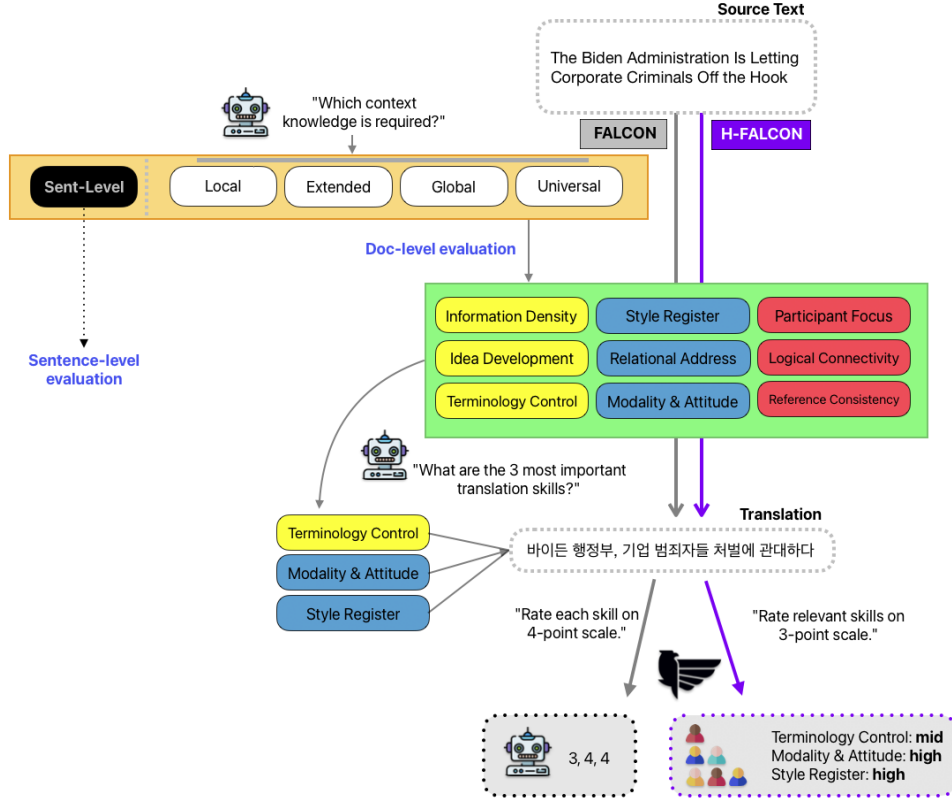 Source Text
The Biden Administration Is Letting
Corporate Criminals Off the Hook
"Which context
knowledge is required?"
FALCON
H-FALCON
Sent-Level
Local
Extended
Global
Universal
Doc-level evaluation
Sentence-level
evaluation
Information Density
Style Register
Participant Focus
Idea Development
Relational Address
Logical Connectivity
Terminology Control
Modality & Attitude
Reference Consistency
"What are the 3 most important
translation skills?"
Translation
Terminology Control
Modality & Attitude
Style Register
바이든 행정부, 기업 범죄자들 처벌에 관대하다
"Rate each skill on
4-point scale."
"Rate relevant skills on
3-point scale."
3, 4, 4
Terminology Control: mid
Modality & Attitude: high
Style Register: high